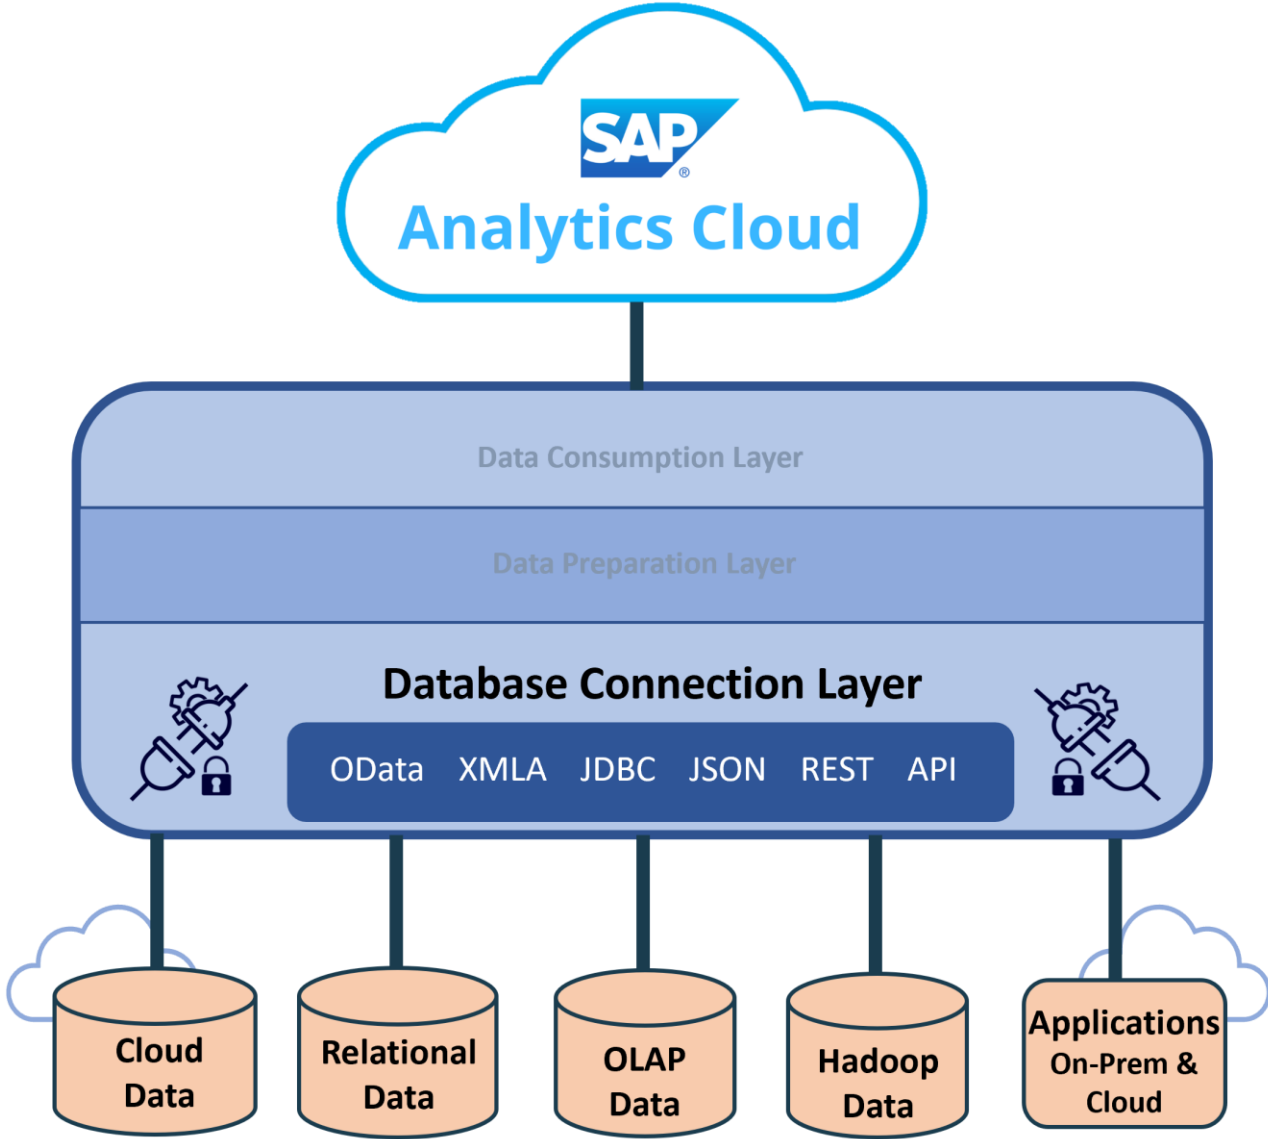 SAP®
Analytics Cloud
Data Consumption Layer
Data Preparation Layer
Database Connection Layer
OData XMLA JDBC JSON REST API
Cloud
Data
Relational
Data
OLAP
Data
Hadoop
Data
Applications
On-Prem &
Cloud